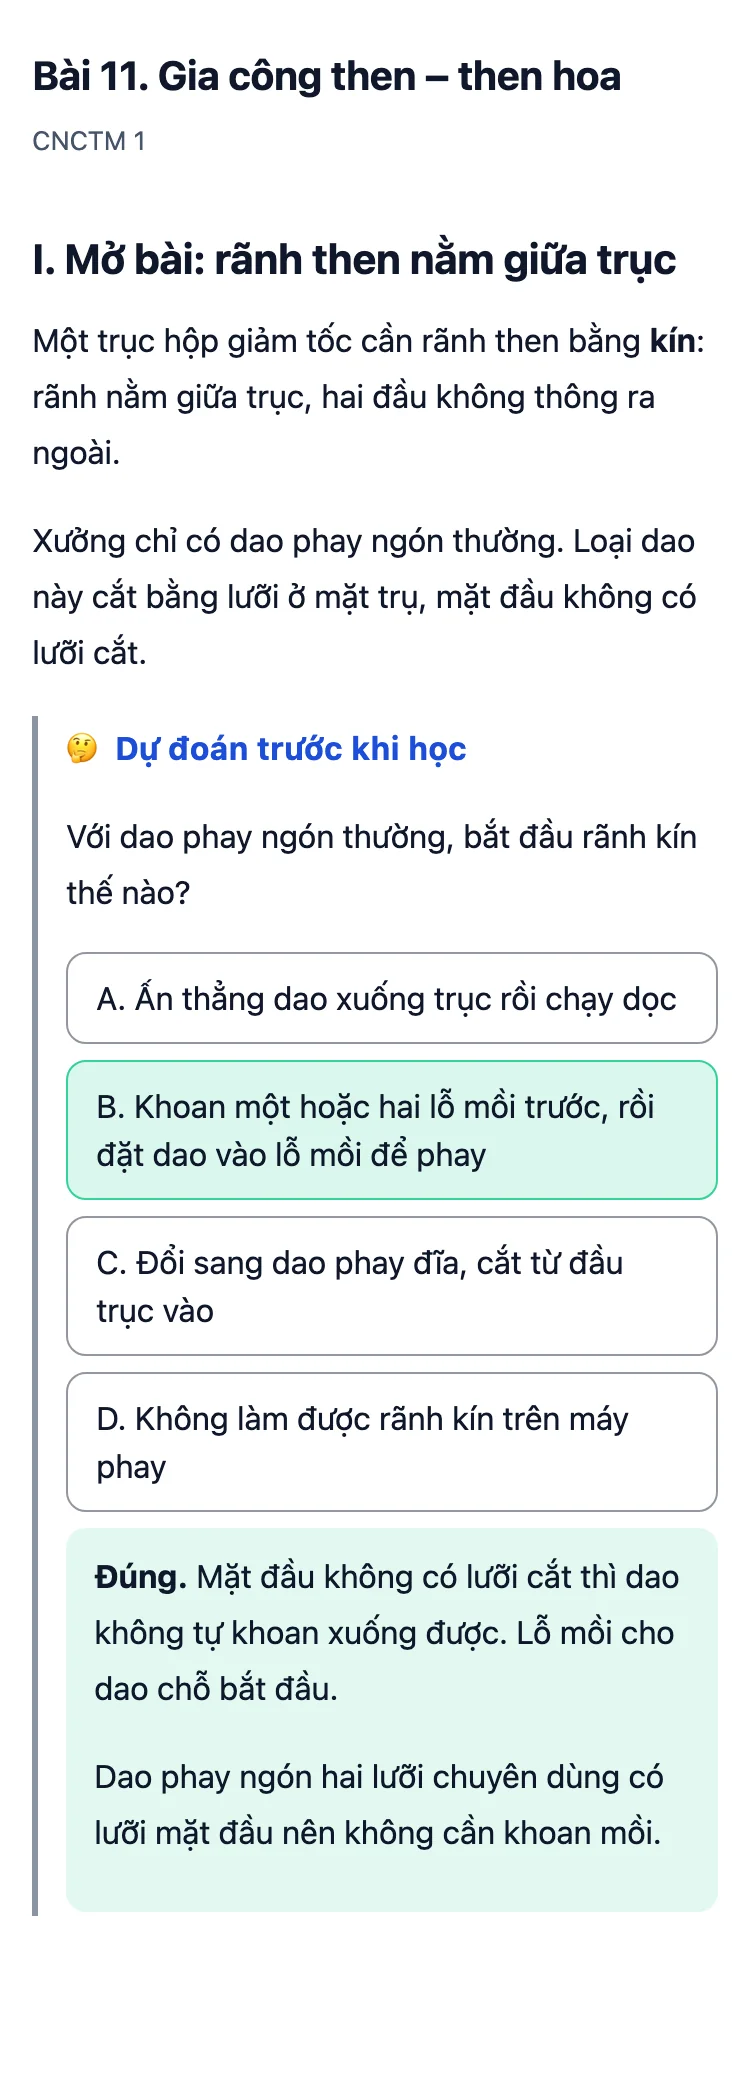 Bài 11. Gia công then – then hoa
CNCTM 1
I. Mở bài: rãnh then nằm giữa trục
Một trục hộp giảm tốc cần rãnh then bằng kín:
rãnh nằm giữa trục, hai đầu không thông ra
ngoài.
Xưởng chỉ có dao phay ngón thường. Loại dao
này cắt bằng lưỡi ở mặt trụ, mặt đầu không có
lưỡi cắt.
🤔 Dự đoán trước khi học
Với dao phay ngón thường, bắt đầu rãnh kín
thế nào?
A. Ấn thẳng dao xuống trục rồi chạy dọc
B. Khoan một hoặc hai lỗ mồi trước, rồi
đặt dao vào lỗ mồi để phay
C. Đổi sang dao phay đĩa, cắt từ đầu
trục vào
D. Không làm được rãnh kín trên máy
phay
Đúng. Mặt đầu không có lưỡi cắt thì dao
không tự khoan xuống được. Lỗ mồi cho
dao chỗ bắt đầu.
Dao phay ngón hai lưỡi chuyên dùng có
lưỡi mặt đầu nên không cần khoan mồi.